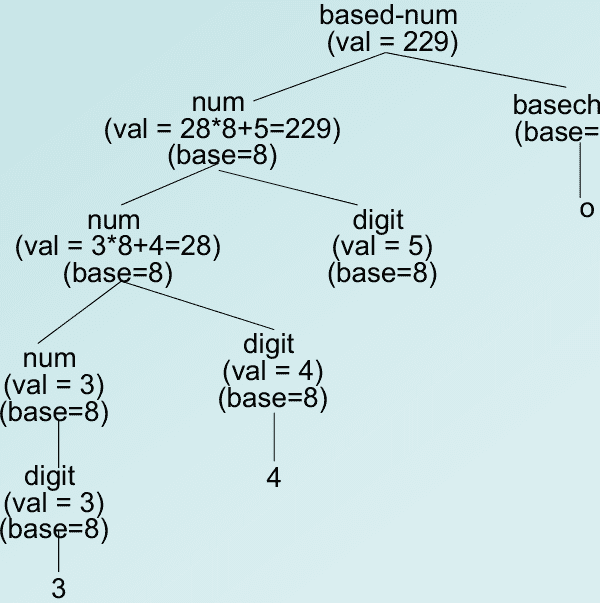 based-num
(val = 229)
num
(val = 28*8+5=229)
(base=8)
basech
(base=
o
num
(val = 3*8+4=28)
(base=8)
digit
(val = 5)
(base=8)
num
(val = 3)
(base=8)
digit
(val = 4)
(base=8)
4
digit
(val = 3)
(base=8)
3